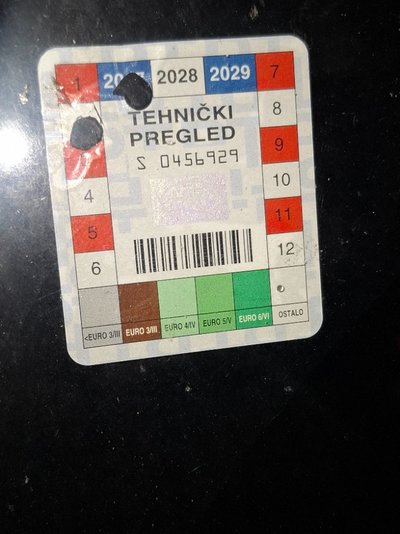 1 2027 2028 2029 7
TEHNIČKI
PREGLED
S 0456929
8
9
4 10
5 11
6 12
<EURO 3/III EURO 3/III EURO 4/IV EURO 5/V EURO 6/VI OSTALO